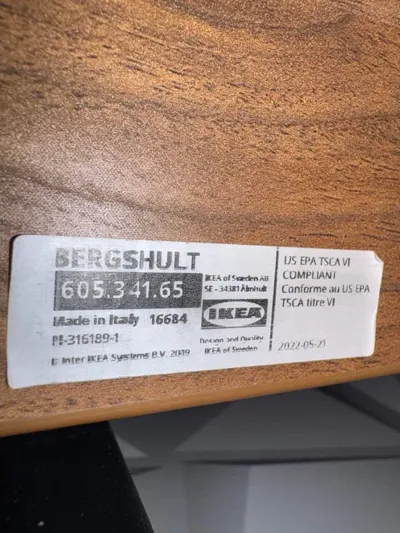 BERGSHULT
605.341.65
Made in Italy 16684
PI-316189-1
© Inter IKEA Systems B.V. 2019
IKEA of Sweden AB
SE - 34381 Älmhult
IKEA
Design and Quality
IKEA of Sweden
US EPA TSCA VI
COMPLIANT
Conforme au US EPA
TSCA titre VI
2022-05-21